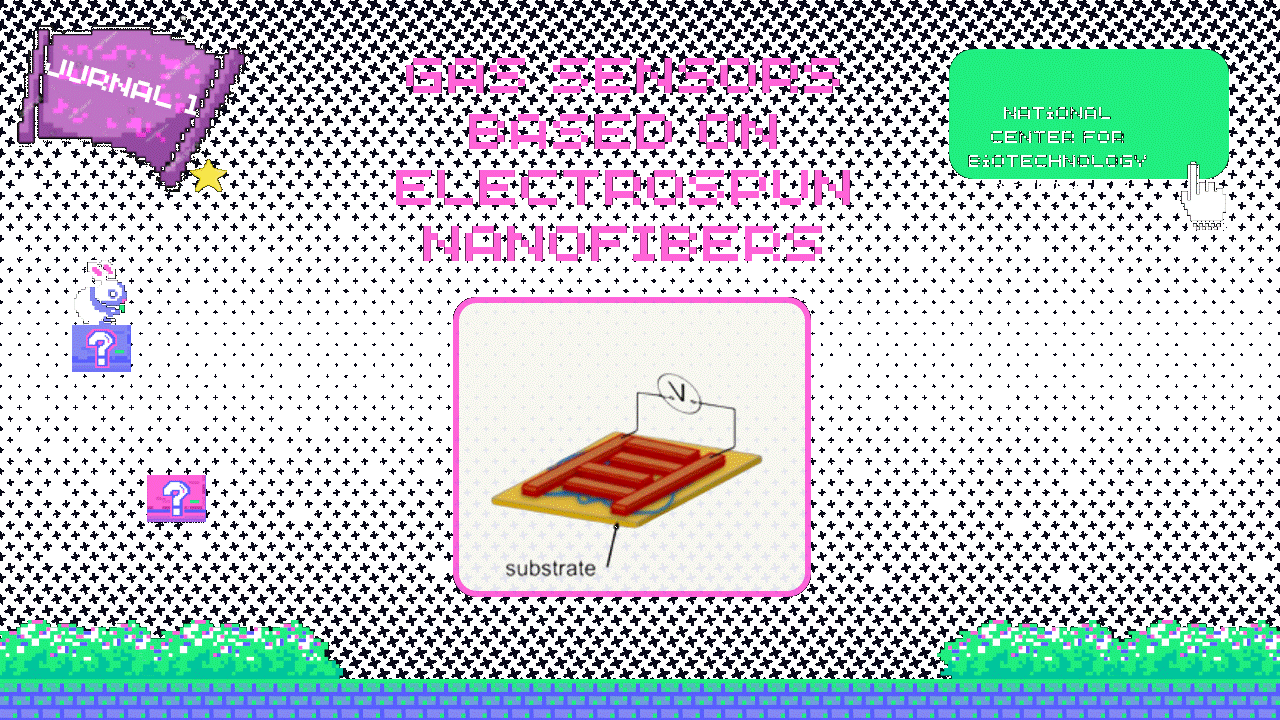 JURNAL 1
GAS SENSORS
BASED ON
ELECTROSPUN
NANOFIBERS
NATiONAL
CENTER FOR
BiOTECHNOLOGY
?
?
V
substrate